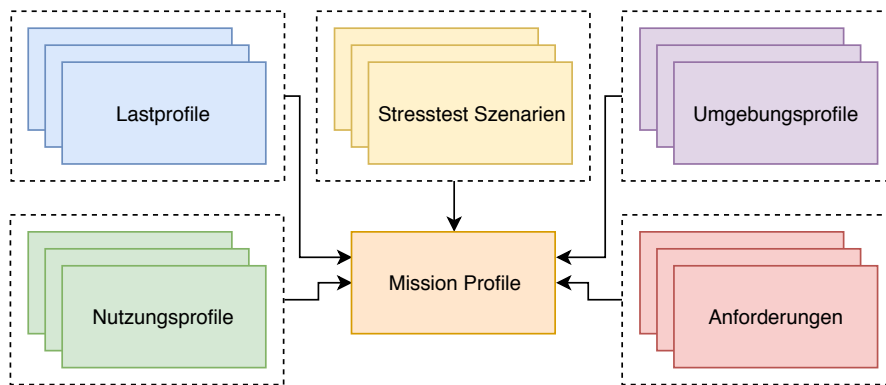 Lastprofile
Stresstest Szenarien
Umgebungsprofile
Mission Profile
Nutzungsprofile
Anforderungen